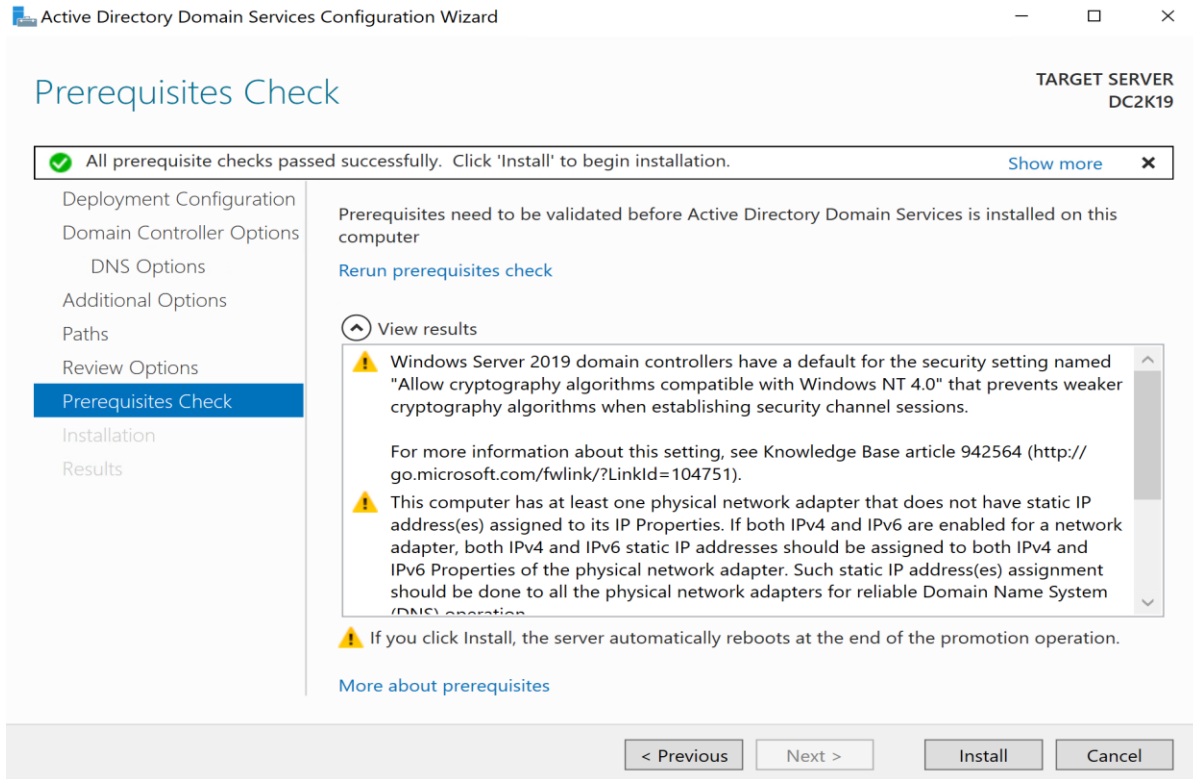 Active Directory Domain Services Configuration Wizard
Prerequisites Check
TARGET SERVER
DC2K19
All prerequisite checks passed successfully. Click 'Install' to begin installation.
Show more
Deployment Configuration
Domain Controller Options
DNS Options
Additional Options
Paths
Review Options
Prerequisites Check
Installation
Results
Prerequisites need to be validated before Active Directory Domain Services is installed on this
computer
Rerun prerequisites check
View results
Windows Server 2019 domain controllers have a default for the security setting named
"Allow cryptography algorithms compatible with Windows NT 4.0" that prevents weaker
cryptography algorithms when establishing security channel sessions.
For more information about this setting, see Knowledge Base article 942564 (http://
go.microsoft.com/fwlink/?LinkId=104751).
This computer has at least one physical network adapter that does not have static IP
address(es) assigned to its IP Properties. If both IPv4 and IPv6 are enabled for a network
adapter, both IPv4 and IPv6 static IP addresses should be assigned to both IPv4 and
IPv6 Properties of the physical network adapter. Such static IP address(es) assignment
should be done to all the physical network adapters for reliable Domain Name System
(DNS) operation
If you click Install, the server automatically reboots at the end of the promotion operation.
More about prerequisites
< Previous
Next >
Install
Cancel